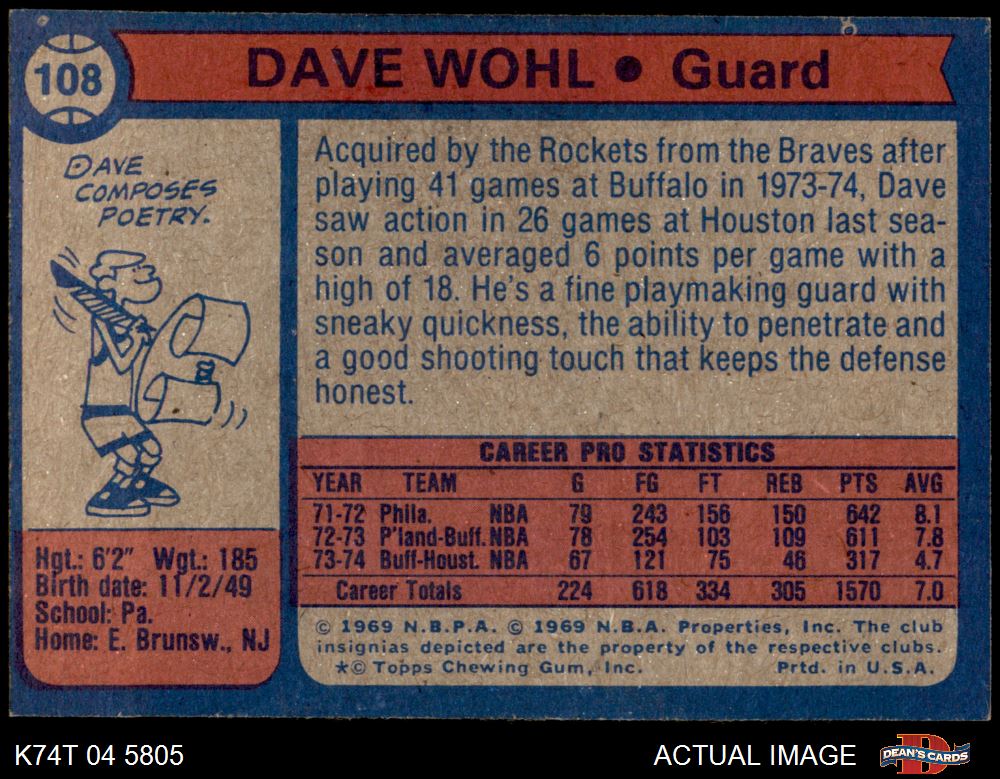 108
DAVE WOHL • Guard
DAVE
COMPOSES
POETRY.
Acquired by the Rockets from the Braves after
playing 41 games at Buffalo in 1973-74, Dave
saw action in 26 games at Houston last sea-
son and averaged 6 points per game with a
high of 18. He's a fine playmaking guard with
sneaky quickness, the ability to penetrate and
a good shooting touch that keeps the defense
honest.
Hgt.: 6'2" Wgt.: 185
Birth date: 11/2/49
School: Pa.
Home: E. Brunsw., NJ
CAREER PRO STATISTICS
YEAR TEAM G FG FT REB PTS AVG
71-72 Phila. NBA 79 243 156 150 642 8.1
72-73 P'land-Buff. NBA 78 254 103 109 611 7.8
73-74 Buff-Houst. NBA 67 121 75 46 317 4.7
Career Totals 224 618 334 305 1570 7.0
© 1969 N.B.P.A. © 1969 N.B.A. Properties, Inc. The club
insignias depicted are the property of the respective clubs.
*© Topps Chewing Gum, Inc. Prtd. in U.S.A.
K74T 04 5805 ACTUAL IMAGE DEAN'S CARDS